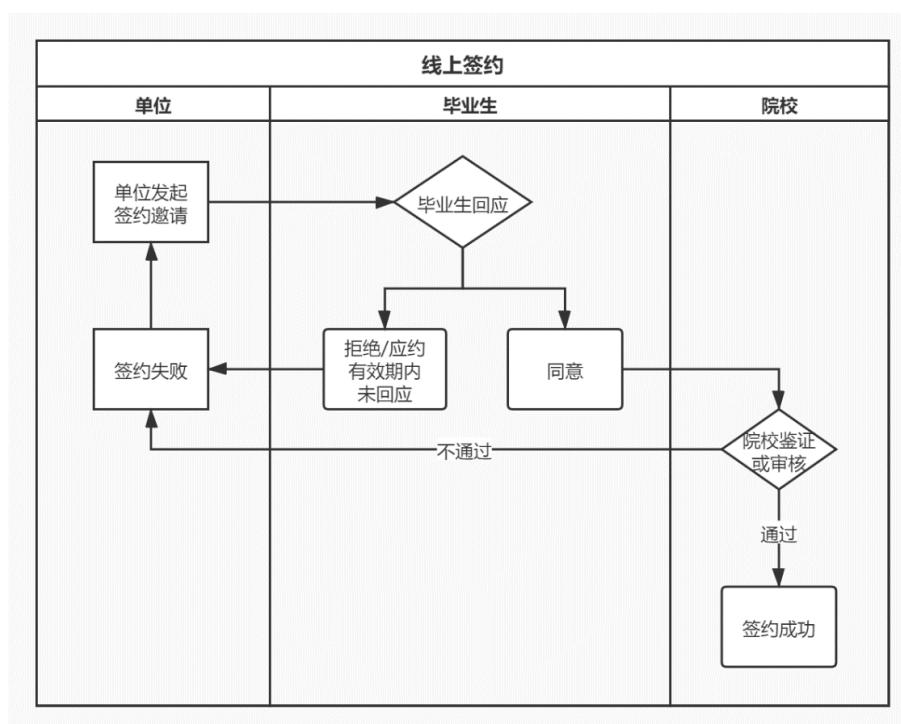 线上签约
单位
毕业生
院校
单位发起
签约邀请
毕业生回应
签约失败
拒绝/应约
有效期内
未回应
同意
院校鉴证
或审核
不通过
通过
签约成功